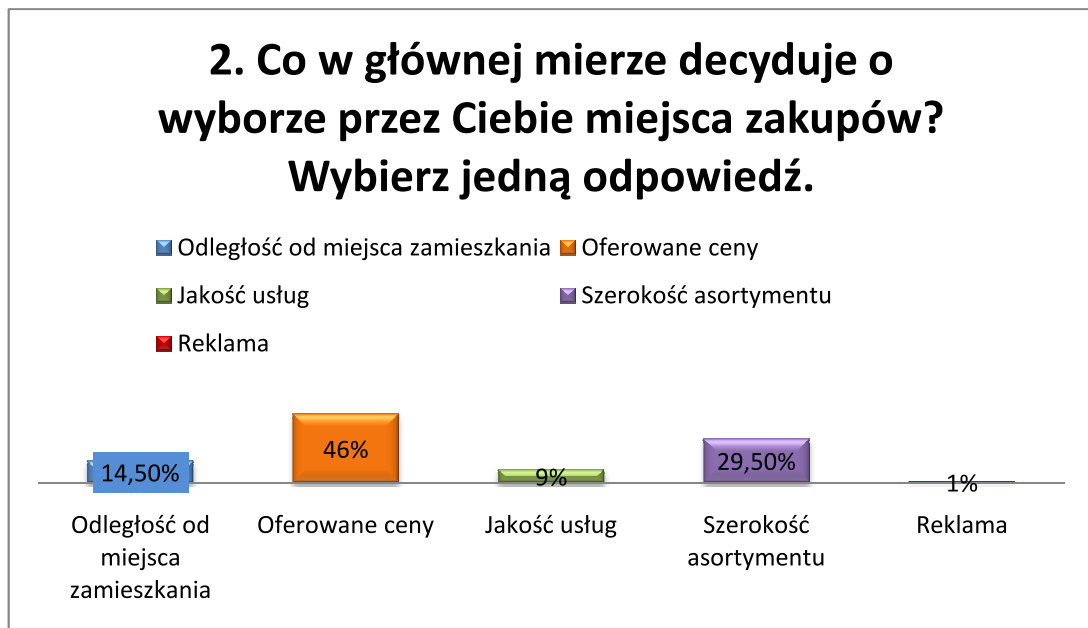 2. Co w głównej mierze decyduje o
wyborze przez Ciebie miejsca zakupów?
Wybierz jedną odpowiedź.
Odległość od miejsca zamieszkania
Oferowane ceny
Jakość usług
Szerokość asortymentu
Reklama
14,50%
46%
9%
29,50%
1%
Odległość od
miejsca
zamieszkania
Oferowane ceny
Jakość usług
Szerokość
asortymentu
Reklama